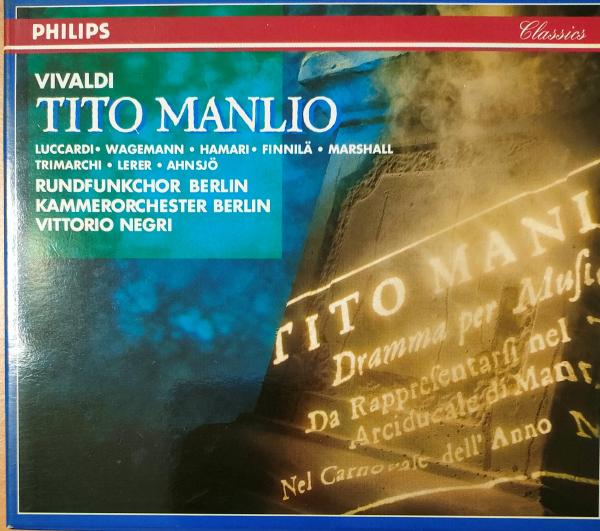 PHILIPS
Classics
VIVALDI
TITO MANLIO
LUCCARDI • WAGEMANN • HAMARI • FINNILÄ • MARSHALL
TRIMARCHI • LERER • AHNSJÖ
RUNDFUNKCHOR BERLIN
KAMMERORCHESTER BERLIN
VITTORIO NEGRI
TITO MANLI
Dramma per Muſic
Da Rappreſentarſi nel
Arciducale di Mant
Nel Carnovale dell' Anno M